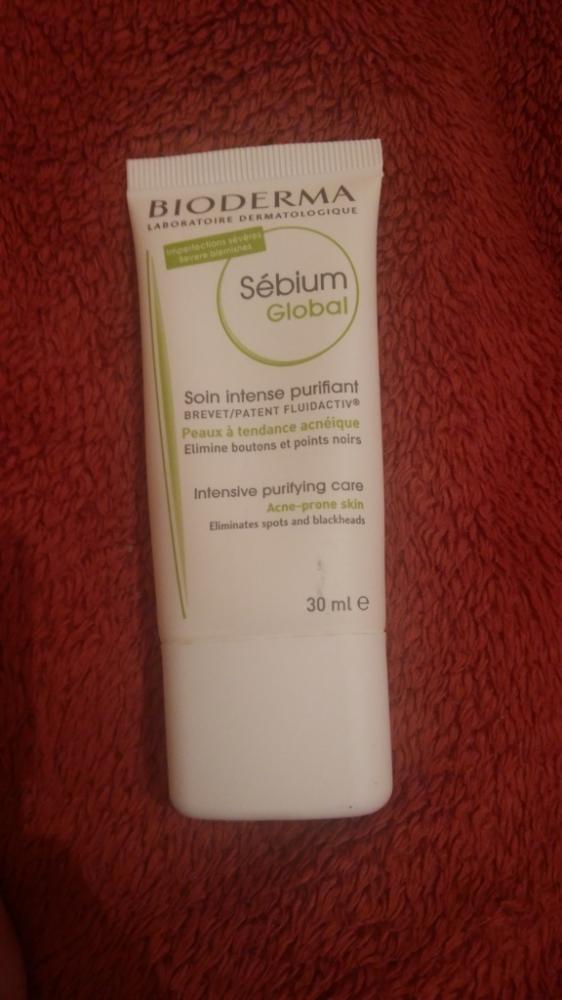 BIODERMA
LABORATOIRE DERMATOLOGIQUE
Imperfections sévères
Severe blemishes
Sébium
Global
Soin intense purifiant
BREVET/PATENT FLUIDACTIV®
Peaux à tendance acnéique
Elimine boutons et points noirs
Intensive purifying care
Acne-prone skin
Eliminates spots and blackheads
30 ml e